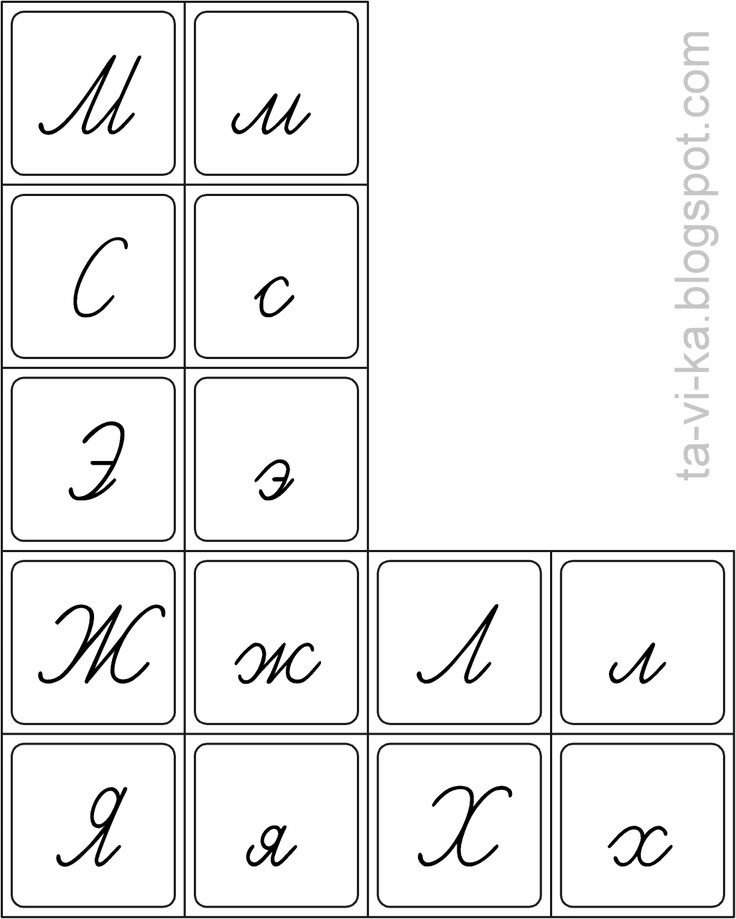 М м
С с
Э э
Ж ж Л л
Я я Х х
ta-vi-ka.blogspot.com